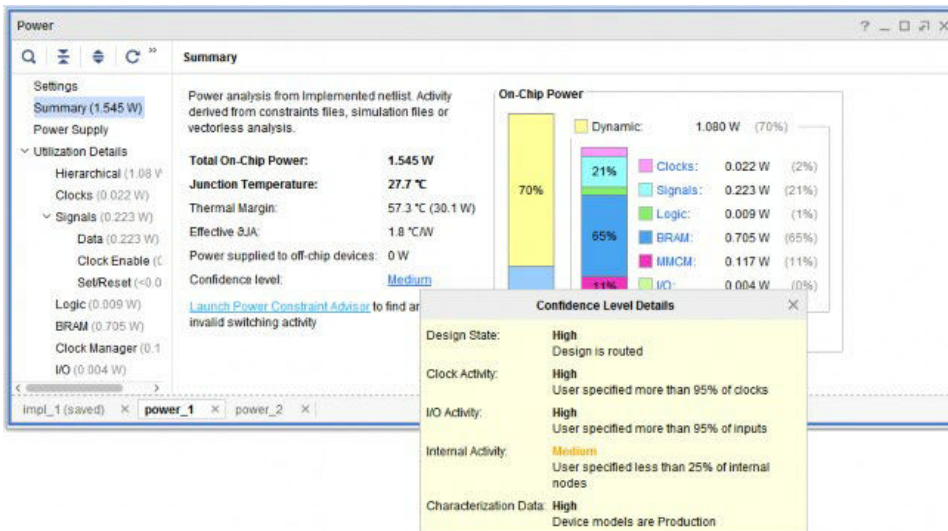 Power
Summary
Settings
Summary (1.545 W)
Power Supply
Utilization Details
Hierarchical (1.08 W
Clocks (0.022 W)
Signals (0.223 W)
Data (0.223 W)
Clock Enable (
Set/Reset (<0.0
Logic (0.009 W)
BRAM (0.705 W)
Clock Manager (0.1
I/O (0.004 W)
Power analysis from Implemented netlist. Activity
derived from constraints files, simulation files or
vectorless analysis.
Total On-Chip Power: 1.545 W
Junction Temperature: 27.7 °C
Thermal Margin: 57.3 °C (30.1 W)
Effective ϑJA: 1.8 °C/W
Power supplied to off-chip devices: 0 W
Confidence level: Medium
Launch Power Constraint Advisor to find an
invalid switching activity
On-Chip Power
70%
Dynamic: 1.080 W (70%)
21%
65%
11%
Clocks: 0.022 W (2%)
Signals: 0.223 W (21%)
Logic: 0.009 W (1%)
BRAM: 0.705 W (65%)
MMCM: 0.117 W (11%)
I/O: 0.004 W (0%)
Confidence Level Details
Design State: High
Design is routed
Clock Activity: High
User specified more than 95% of clocks
I/O Activity: High
User specified more than 95% of inputs
Internal Activity: Medium
User specified less than 25% of internal
nodes
Characterization Data: High
Device models are Production
impl_1 (saved) power_1 power_2